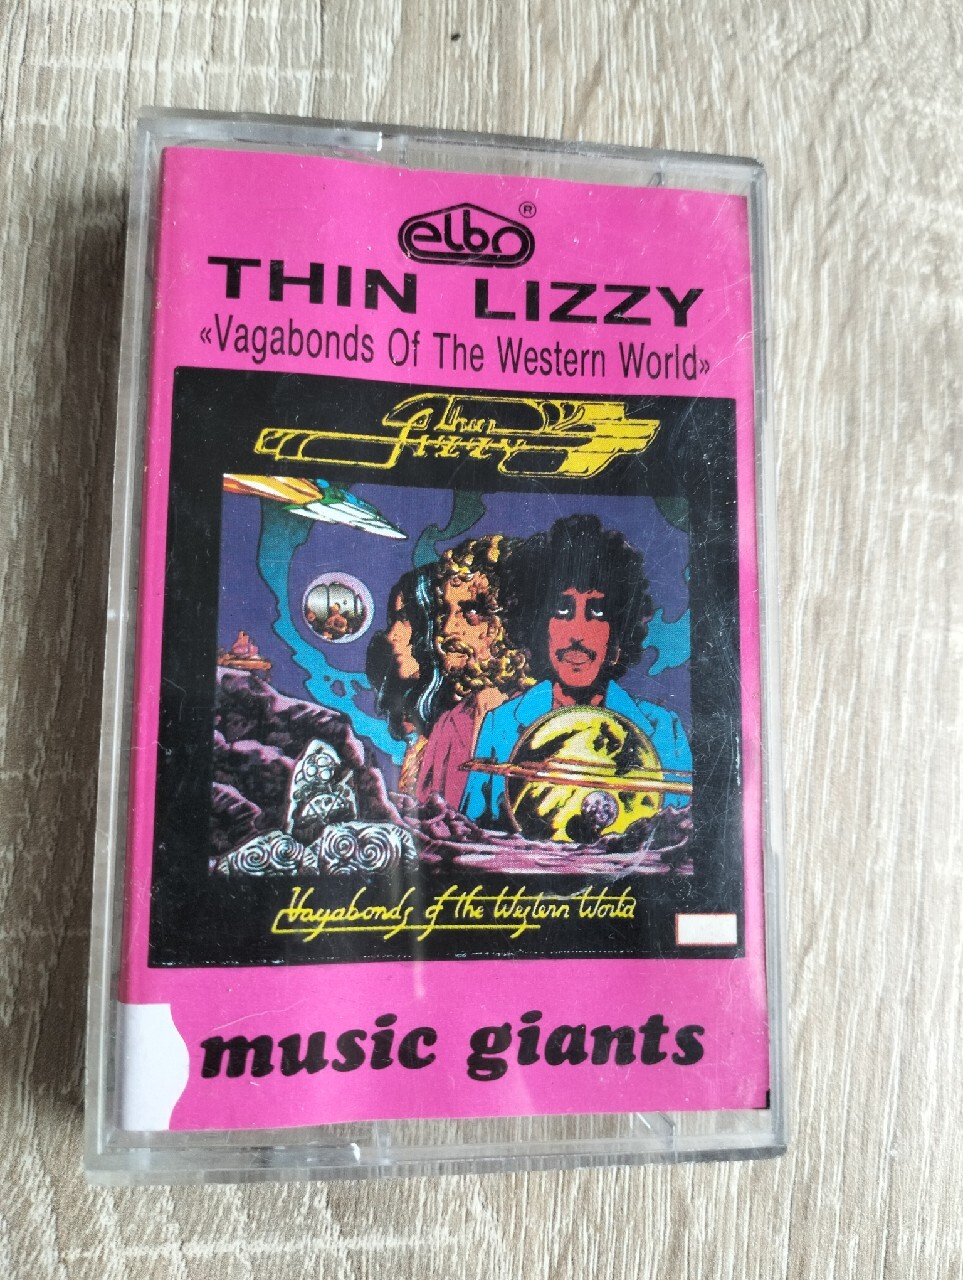 elbo ®
THIN LIZZY
«Vagabonds Of The Western World»
Thin
Lizzy
Vagabonds of the Western World
music giants